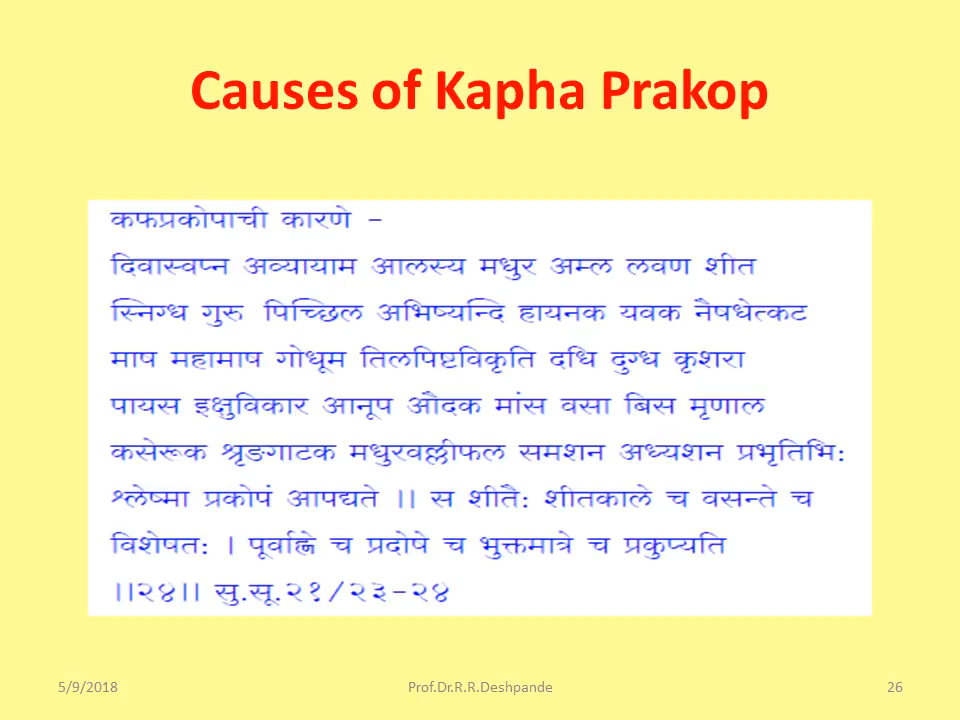 Causes of Kapha Prakop
कफप्रकोपाची कारणे -
दिवास्वप्न अव्यायाम आलस्य मधुर अम्ल लवण शीत
स्निग्ध गुरू पिच्छिल अभिष्यन्दि हायनक यवक नैषधेत्कट
माष महामाष गोधूम तिलपिष्टविकृति दधि दुग्ध कृशरा
पायस इक्षुविकार आनूप औदक मांस वसा बिस मृणाल
कसेरूक श्रृङगाटक मधुरवल्लीफल समशन अध्यशन प्रभृतिभि:
श्लेष्मा प्रकोपं आपद्यते ।। स शीतै: शीतकाले च वसन्ते च
विशेषत: । पूर्वाह्ने च प्रदोषे च भुक्तमात्रे च प्रकुप्यति
।।२४।। सु.सू.२१/२३-२४
5/9/2018 Prof.Dr.R.R.Deshpande 26